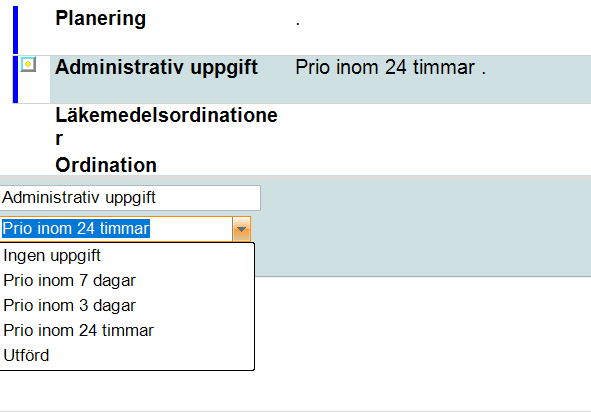 Planering .
Administrativ uppgift Prio inom 24 timmar .
Läkemedelsordinatione
r
Ordination
Administrativ uppgift
Prio inom 24 timmar
Ingen uppgift
Prio inom 7 dagar
Prio inom 3 dagar
Prio inom 24 timmar
Utförd